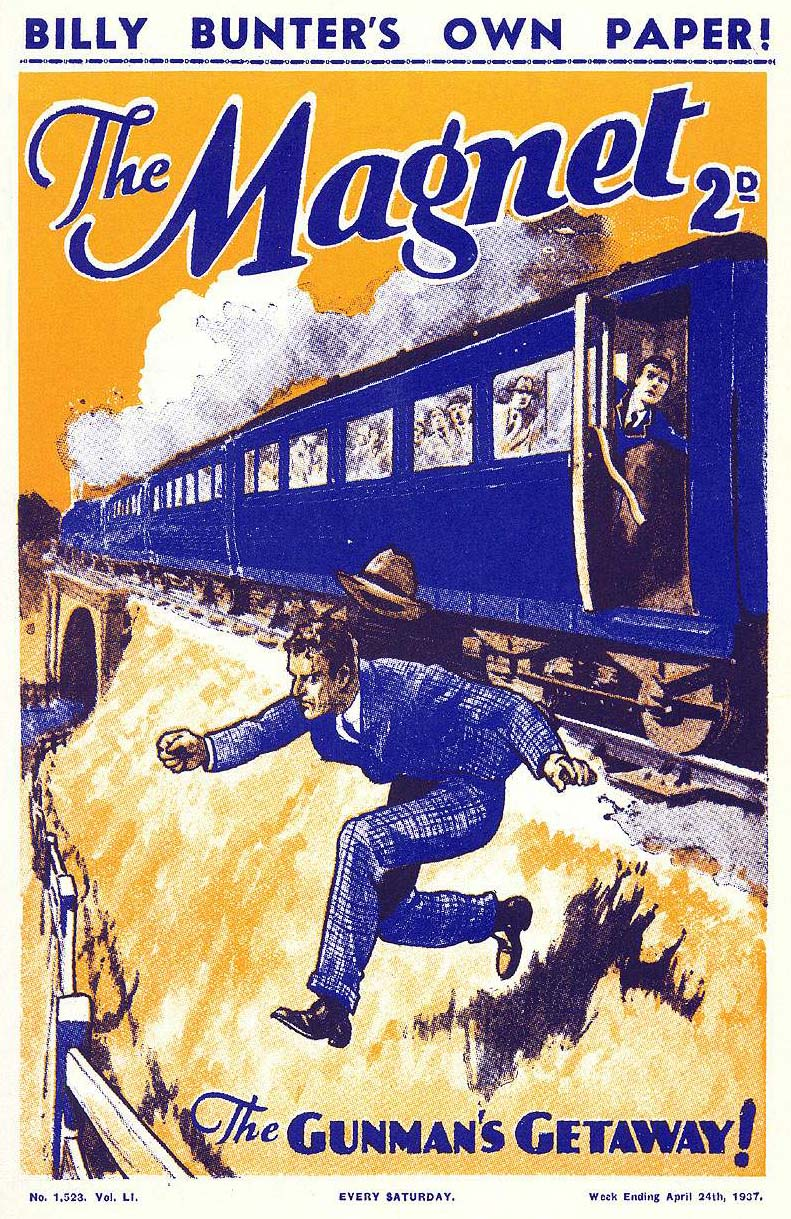 BILLY BUNTER'S OWN PAPER!
The Magnet 2D
The GUNMAN'S GETAWAY!
No. 1,523. Vol. LI. EVERY SATURDAY. Week Ending April 24th, 1937.